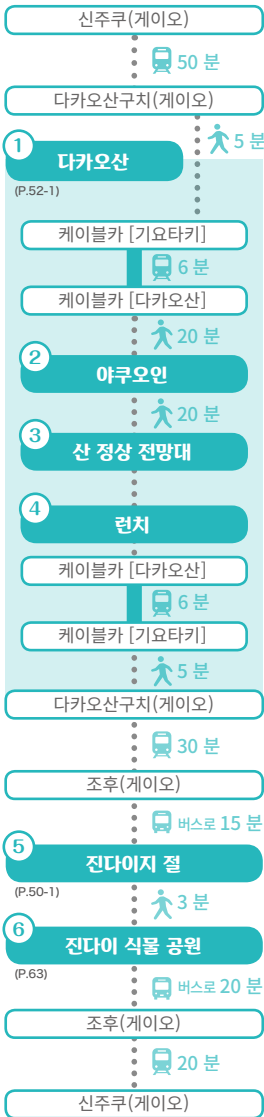 신주쿠(게이오)
50 분
다카오산구치(게이오)
5 분
1
다카오산
(P.52-1)
케이블카 [기요타키]
6 분
케이블카 [다카오산]
20 분
2
야쿠오인
20 분
3
산 정상 전망대
4
런치
케이블카 [다카오산]
6 분
케이블카 [기요타키]
5 분
다카오산구치(게이오)
30 분
조후(게이오)
버스로 15 분
5
진다이지 절
(P.50-1)
3 분
6
진다이 식물 공원
(P.63)
버스로 20 분
조후(게이오)
20 분
신주쿠(게이오)